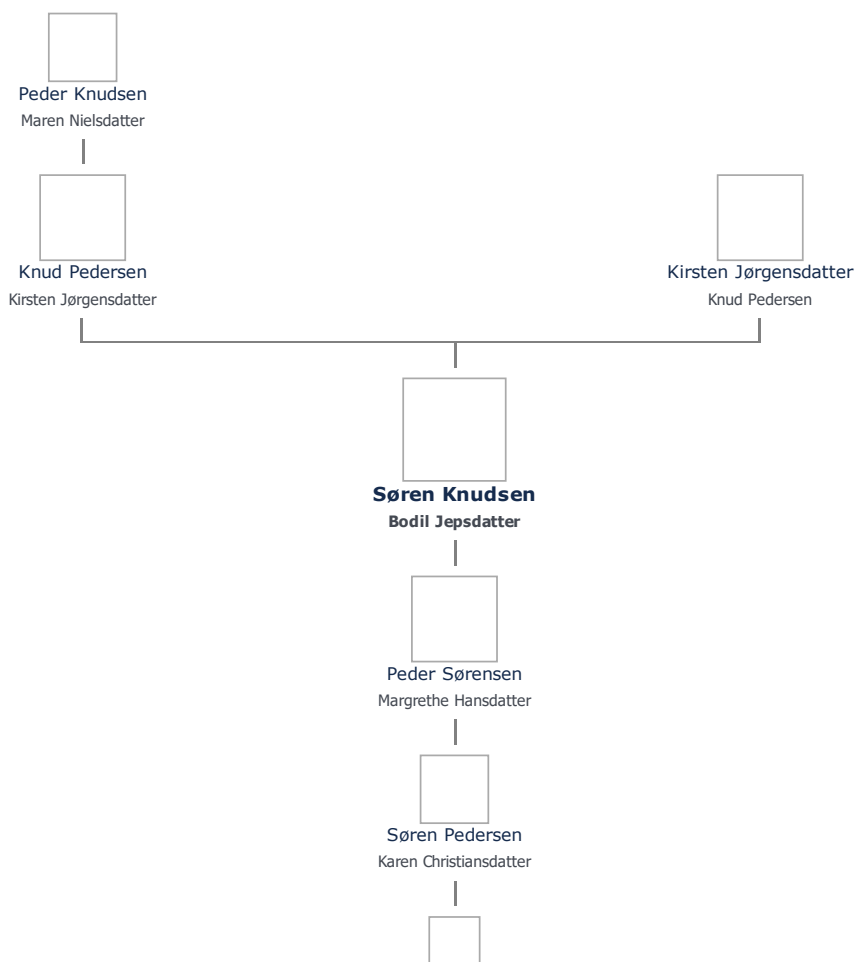 Peder Knudsen
Maren Nielsdatter
Knud Pedersen
Kirsten Jørgensdatter
Kirsten Jørgensdatter
Knud Pedersen
Søren Knudsen
Bodil Jepsdatter
Peder Sørensen
Margrethe Hansdatter
Søren Pedersen
Karen Christiansdatter